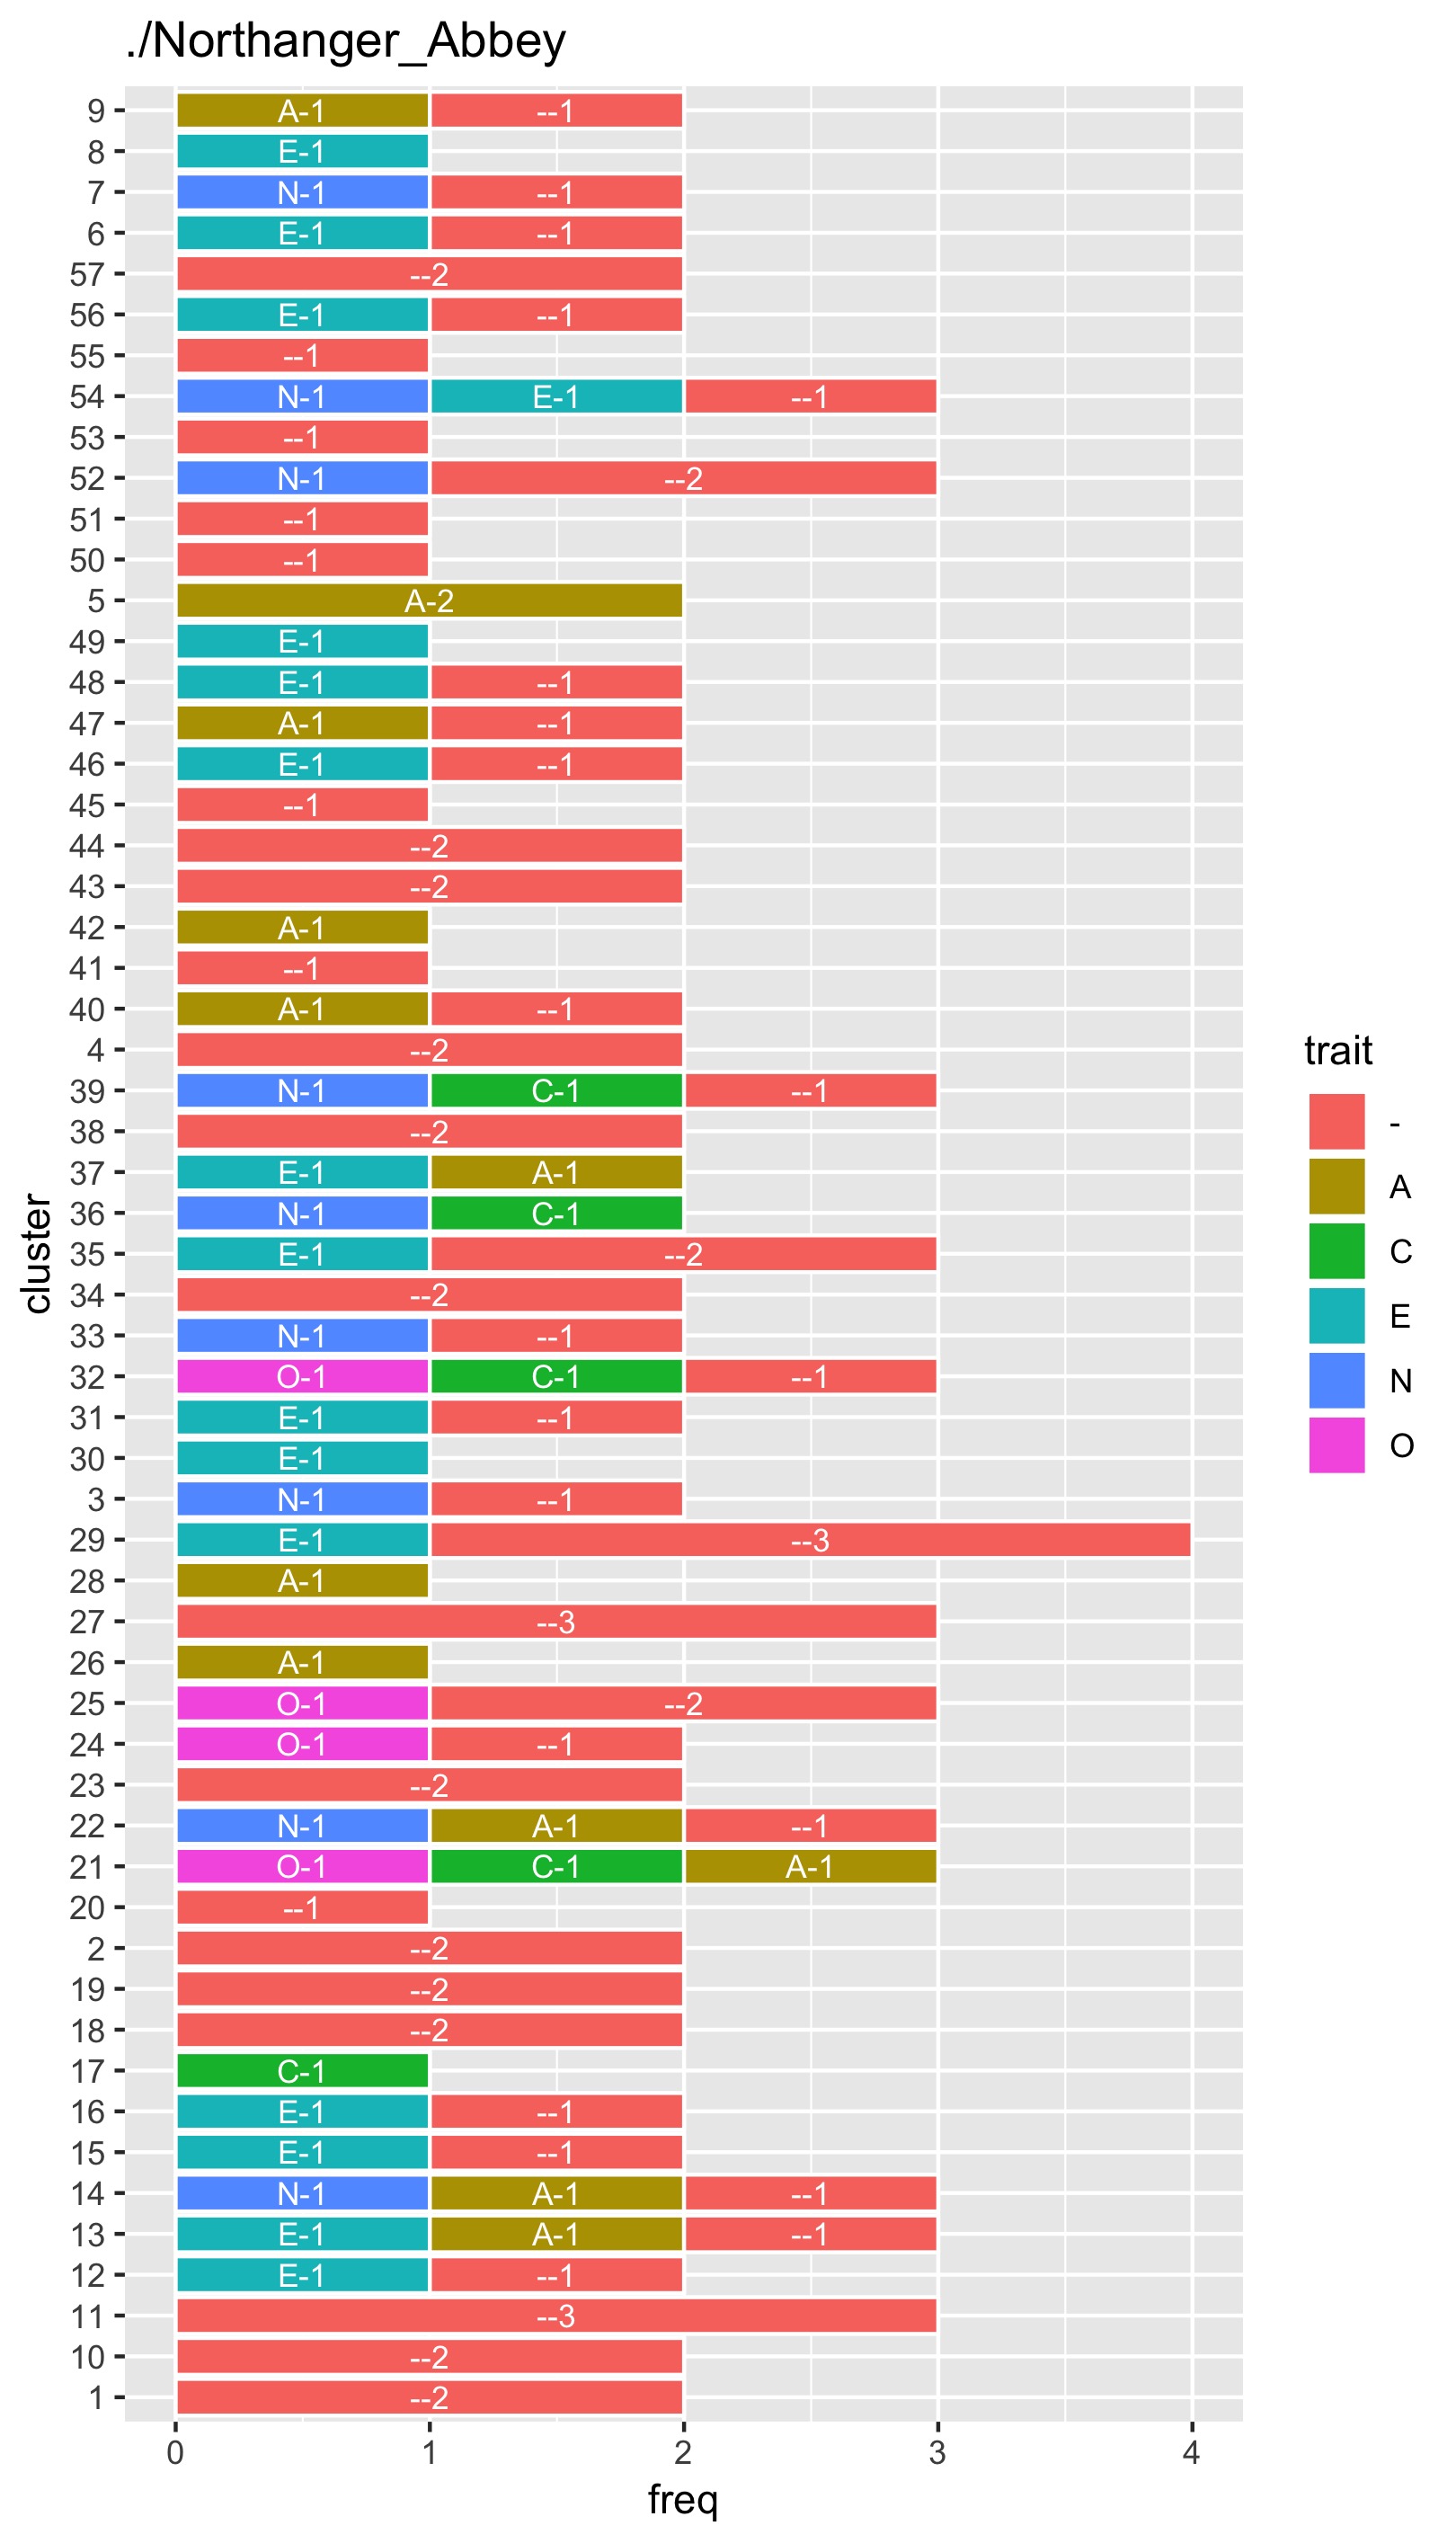 ./Northanger_Abbey
9 A-1 --1
8 E-1
7 N-1 --1
6 E-1 --1
57 --2
56 E-1 --1
55 --1
54 N-1 E-1 --1
53 --1
52 N-1 --2
51 --1
50 --1
5 A-2
49 E-1
48 E-1 --1
47 A-1 --1
46 E-1 --1
45 --1
44 --2
43 --2
42 A-1
41 --1
40 A-1 --1
4 --2
39 N-1 C-1 --1
38 --2
37 E-1 A-1
36 N-1 C-1
35 E-1 --2
34 --2
33 N-1 --1
32 O-1 C-1 --1
31 E-1 --1
30 E-1
3 N-1 --1
29 E-1 --3
28 A-1
27 --3
26 A-1
25 O-1 --2
24 O-1 --1
23 --2
22 N-1 A-1 --1
21 O-1 C-1 A-1
20 --1
2 --2
19 --2
18 --2
17 C-1
16 E-1 --1
15 E-1 --1
14 N-1 A-1 --1
13 E-1 A-1 --1
12 E-1 --1
11 --3
10 --2
1 --2
0 1 2 3 4
freq
cluster
trait
-
A
C
E
N
O